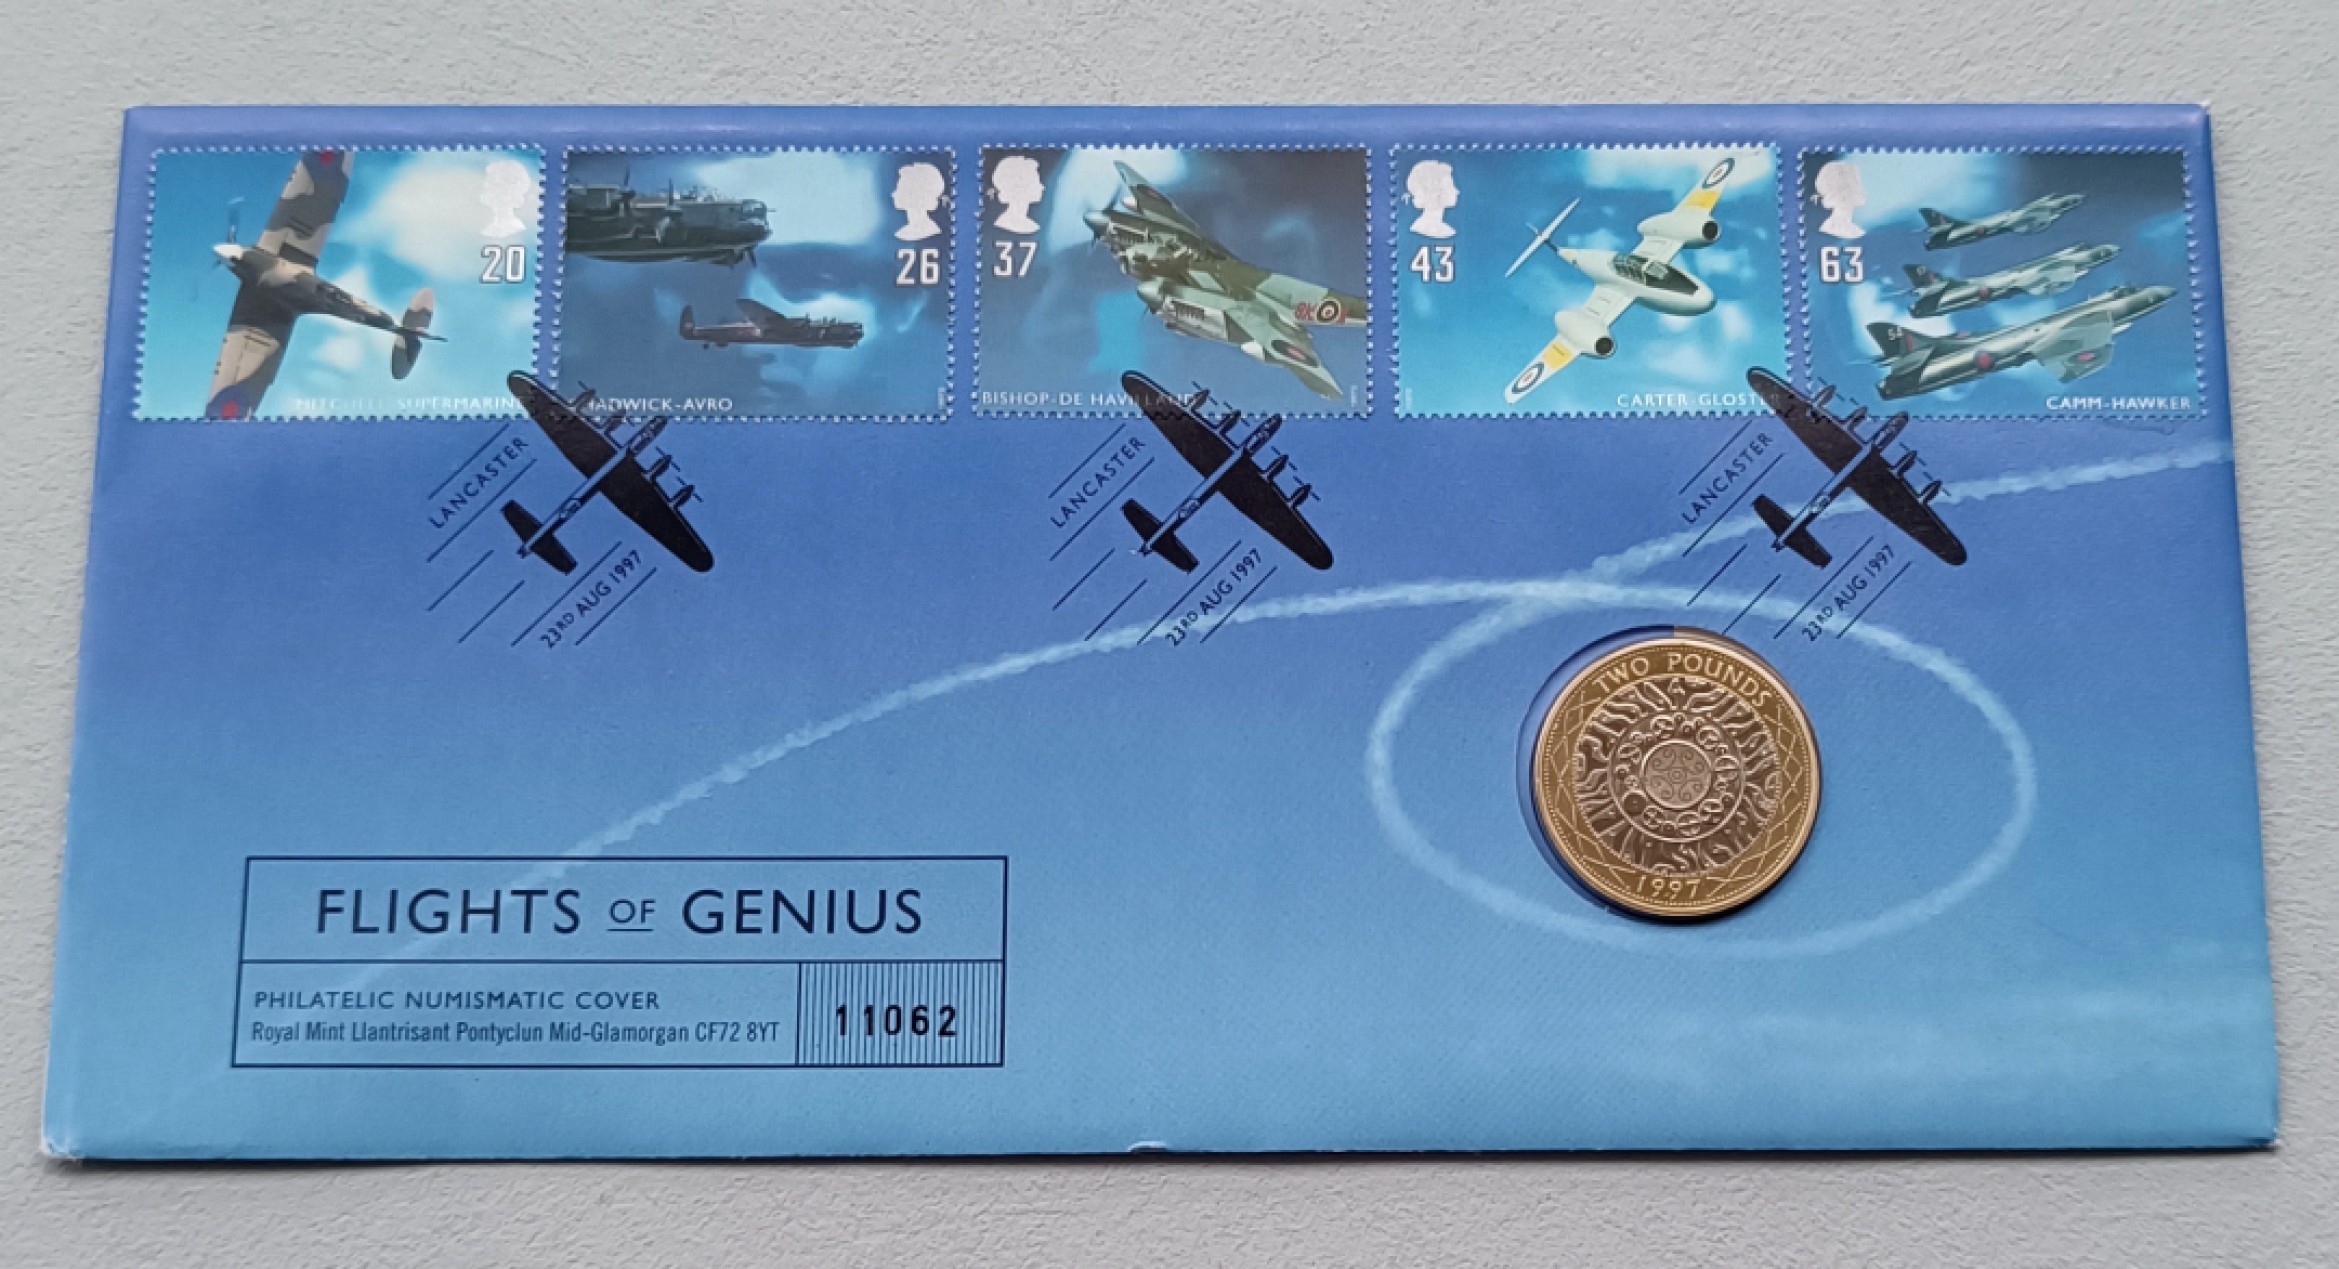 20
MITCHELL-SUPERMARINE
26
CHADWICK-AVRO
37
BISHOP-DE HAVILLAND
43
CARTER-GLOSTER
63
CAMM-HAWKER
LANCASTER
23RD AUG 1997
LANCASTER
23RD AUG 1997
LANCASTER
23RD AUG 1997
TWO POUNDS
1997
FLIGHTS OF GENIUS
PHILATELIC NUMISMATIC COVER
Royal Mint Llantrisant Pontyclun Mid-Glamorgan CF72 8YT
11062